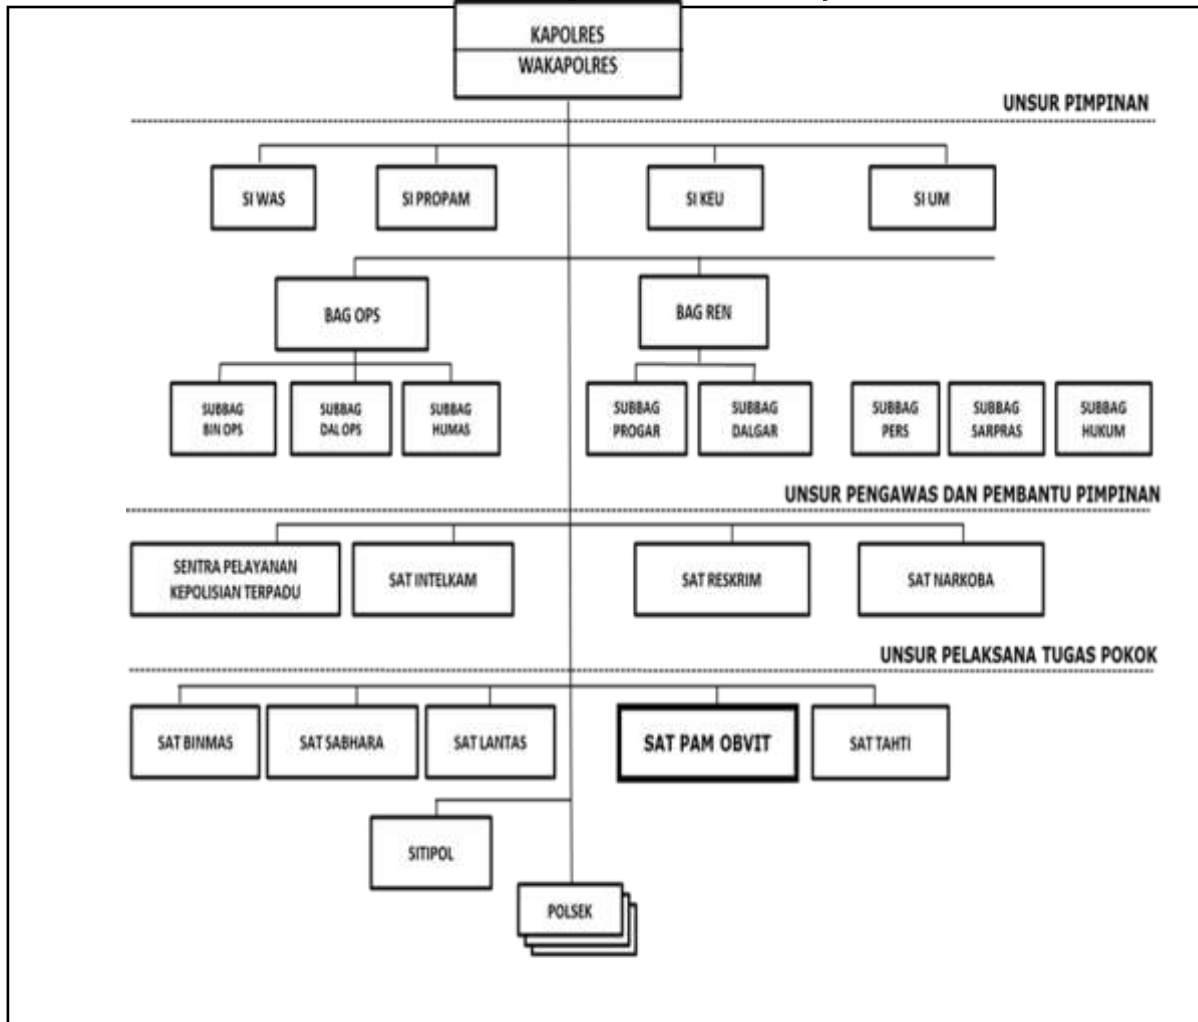 KAPOLRES
WAKAPOLRES
UNSUR PIMPINAN
SI WAS
SI PROPAM
SI KEU
SI UM
BAG OPS
BAG REN
SUBBAG
BIN OPS
SUBBAG
DAL OPS
SUBBAG
HUMAS
SUBBAG
PROGAR
SUBBAG
DALGAR
SUBBAG
PERS
SUBBAG
SARPRAS
SUBBAG
HUKUM
UNSUR PENGAWAS DAN PEMBANTU PIMPINAN
SENTRA PELAYANAN
KEPOLISIAN TERPADU
SAT INTELKAM
SAT RESKRIM
SAT NARKOBA
UNSUR PELAKSANA TUGAS POKOK
SAT BINMAS
SAT SABHARA
SAT LANTAS
SAT PAM OBVIT
SAT TAHTI
SITIPOL
POLSEK